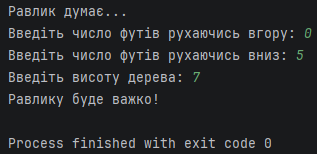 Равлик думає...
Введіть число футів рухаючись вгору: 0
Введіть число футів рухаючись вниз: 5
Введіть висоту дерева: 7
Равлику буде важко!
Process finished with exit code 0